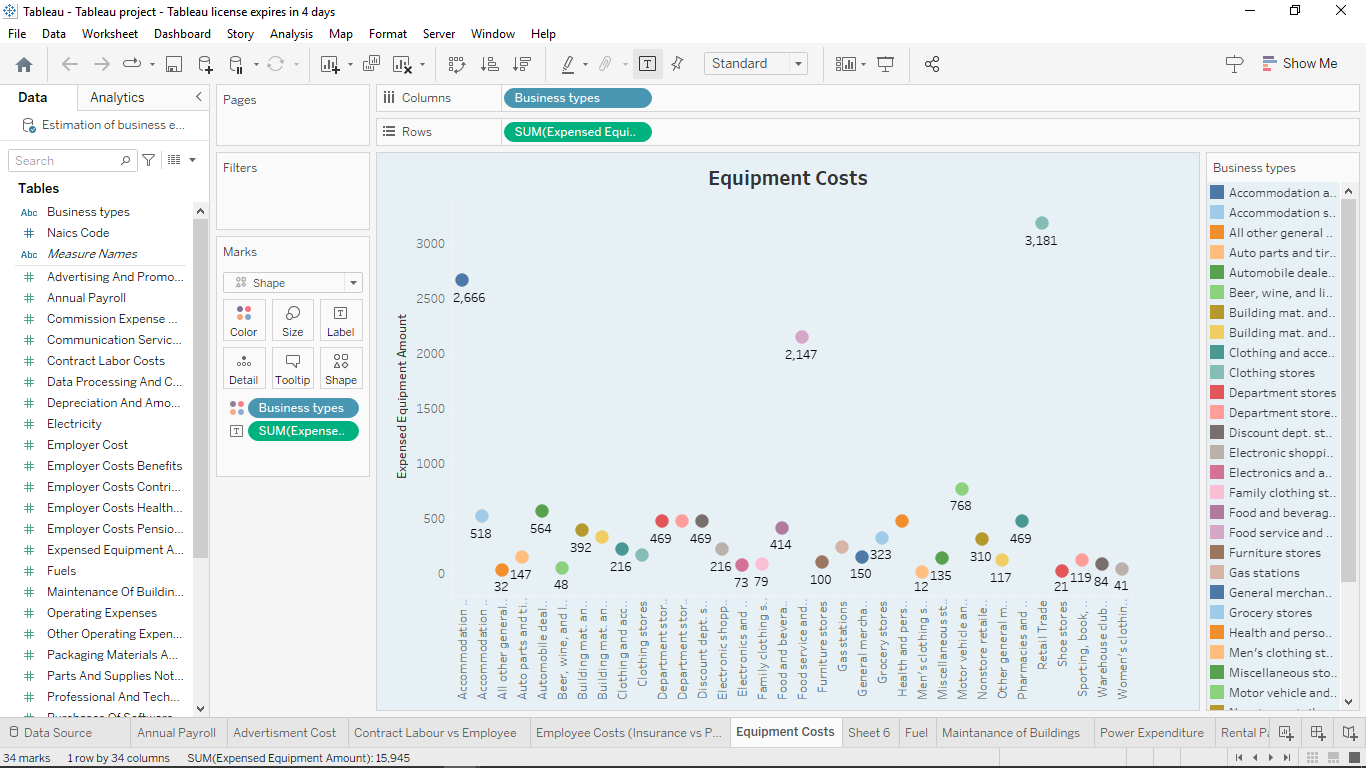 Tableau - Tableau project - Tableau license expires in 4 days
File Data Worksheet Dashboard Story Analysis Map Format Server Window Help
Standard
Show Me
Data Analytics
Estimation of business e...
Search
Tables
Abc Business types
# Naics Code
Abc Measure Names
# Advertising And Promo...
# Annual Payroll
# Commission Expense ...
# Communication Servic...
# Contract Labor Costs
# Data Processing And C...
# Depreciation And Amo...
# Electricity
# Employer Cost
# Employer Costs Benefits
# Employer Costs Contri...
# Employer Costs Health...
# Employer Costs Pensio...
# Expensed Equipment A...
# Fuels
# Maintenance Of Buildin...
# Operating Expenses
# Other Operating Expen...
# Packaging Materials A...
# Parts And Supplies Not...
# Professional And Tech...
Purchase Of Software
Pages
Filters
Marks
Shape
Color Size Label
Detail Tooltip Shape
Business types
SUM(Expense..
Columns Business types
Rows SUM(Expensed Equi..
Equipment Costs
Expensed Equipment Amount
3000
2500
2000
1500
1000
500
0
2,666
518
32
147
564
48
392
216
469
469
216
73
79
414
2,147
100
150
323
12
135
768
310
117
469
3,181
21
119
84
41
Accommodation ..
Accommodation ..
All other general..
Auto parts and ti..
Automobile deal..
Beer, wine, and l..
Building mat. an..
Building mat. an..
Clothing and acc..
Clothing stores
Department stor..
Department stor..
Discount dept. s..
Electronic shopp..
Electronics and ..
Family clothing s..
Food and bevera..
Food service and..
Furniture stores
Gas stations
General mercha..
Grocery stores
Health and pers..
Men's clothing s..
Miscellaneous st..
Motor vehicle an..
Nonstore retaile..
Other general m..
Pharmacies and ..
Retail Trade
Shoe stores
Sporting, book, ..
Warehouse club..
Women's clothin..
Business types
Accommodation a..
Accommodation s..
All other general ..
Auto parts and tir..
Automobile deale..
Beer, wine, and li..
Building mat. and..
Building mat. and..
Clothing and acce..
Clothing stores
Department stores
Department store..
Discount dept. st..
Electronic shoppi..
Electronics and a..
Family clothing st..
Food and beverag..
Food service and ..
Furniture stores
Gas stations
General merchan..
Grocery stores
Health and perso..
Men's clothing st..
Miscellaneous sto..
Motor vehicle and..
Data Source Annual Payroll Advertisment Cost Contract Labour vs Employee Employee Costs (Insurance vs P... Equipment Costs Sheet 6 Fuel Maintanance of Buildings Power Expenditure Rental Pa
34 marks 1 row by 34 columns SUM(Expensed Equipment Amount): 15,945